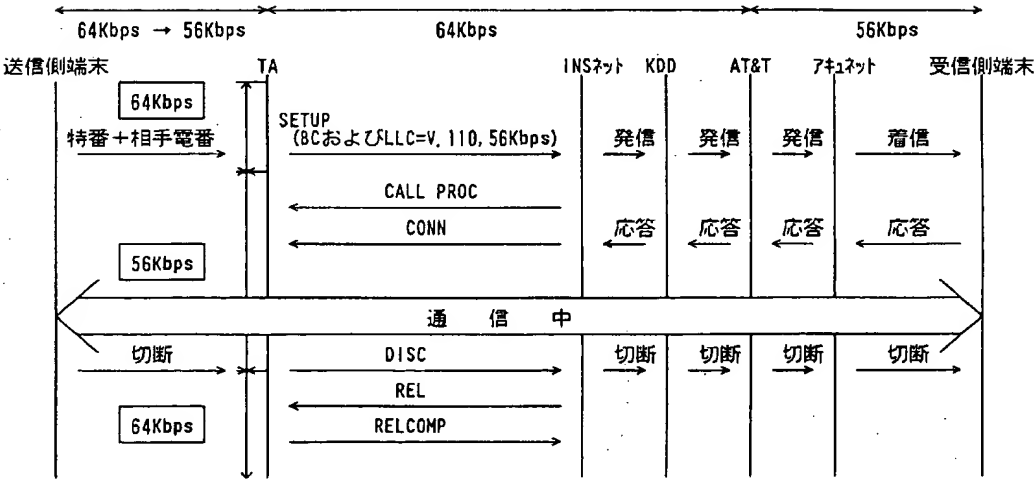 64Kbps → 56Kbps 64Kbps 56Kbps
送信側端末 TA INSネット KDD AT&T アキュネット 受信側端末
64Kbps
SETUP
特番+相手電番 (BCおよびLLC=V.110,56Kbps) 発信 発信 発信 着信
CALL PROC
CONN 応答 応答 応答 応答
56Kbps
通信中
切断 DISC 切断 切断 切断 切断
REL
64Kbps
RELCOMP